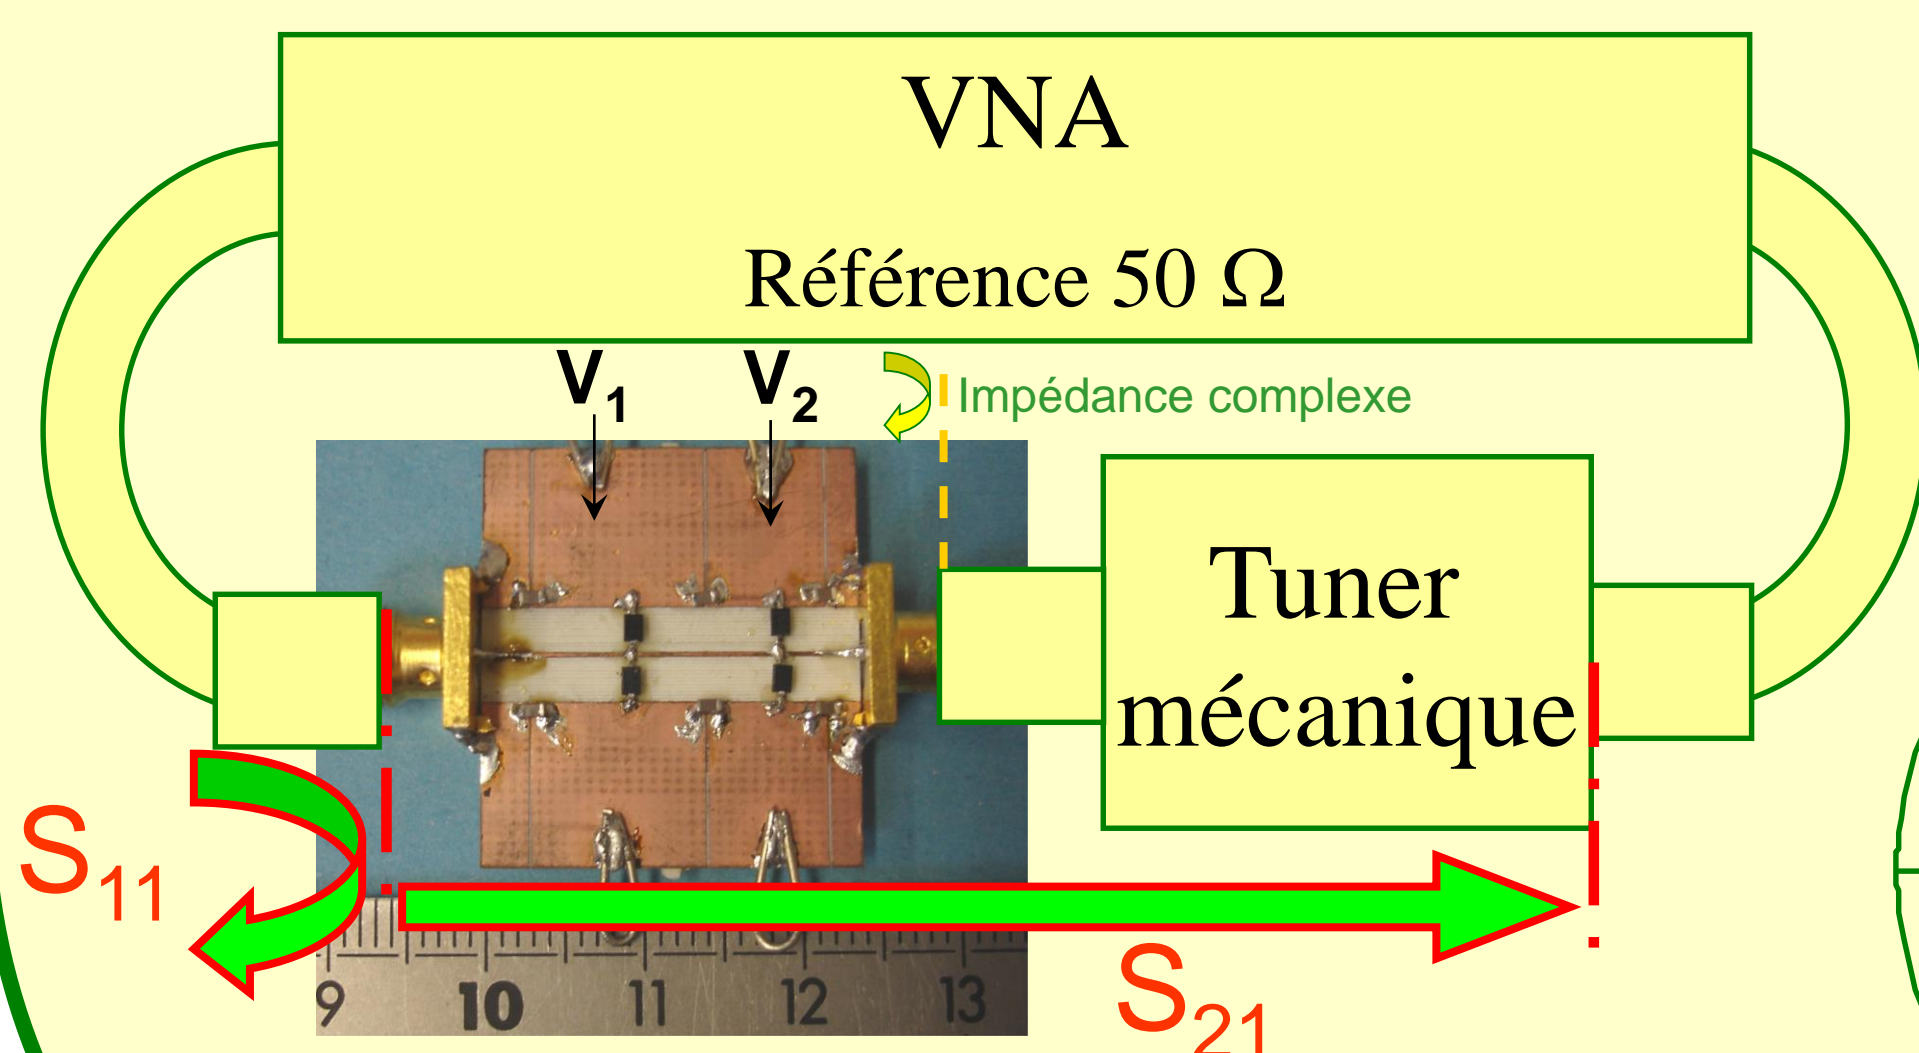 VNA
Référence 50 Ω
V₁ V₂
Impédance complexe
Tuner
mécanique
S₁₁
S₂₁
9 10 11 12 13